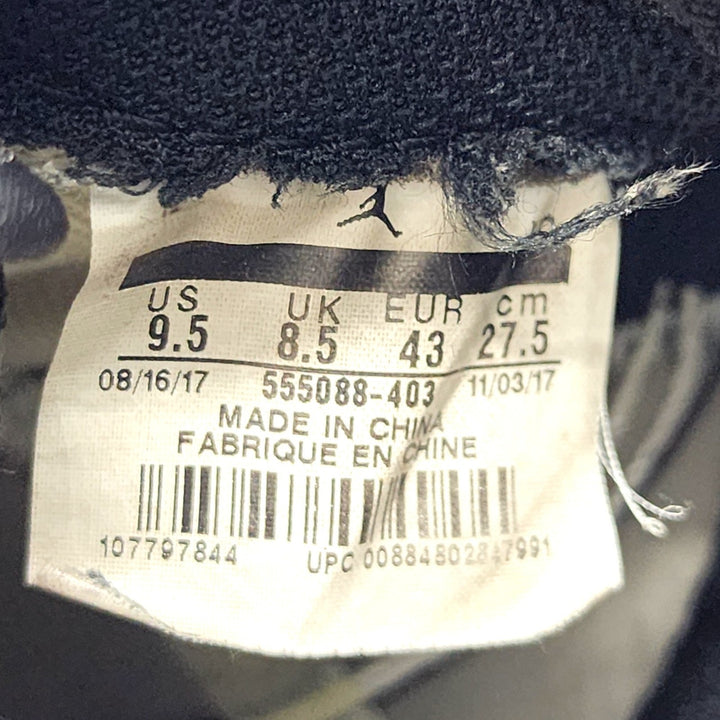 US UK EUR cm
9.5 8.5 43 27.5
08/16/17 555088-403 11/03/17
MADE IN CHINA
FABRIQUE EN CHINE
107797844 UPC 00884802847991